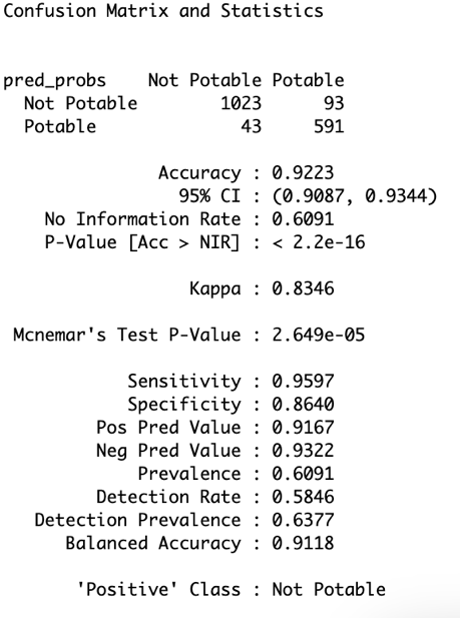 Confusion Matrix and Statistics
pred_probs Not Potable Potable
Not Potable 1023 93
Potable 43 591
Accuracy : 0.9223
95% CI : (0.9087, 0.9344)
No Information Rate : 0.6091
P-Value [Acc > NIR] : < 2.2e-16
Kappa : 0.8346
Mcnemar's Test P-Value : 2.649e-05
Sensitivity : 0.9597
Specificity : 0.8640
Pos Pred Value : 0.9167
Neg Pred Value : 0.9322
Prevalence : 0.6091
Detection Rate : 0.5846
Detection Prevalence : 0.6377
Balanced Accuracy : 0.9118
'Positive' Class : Not Potable